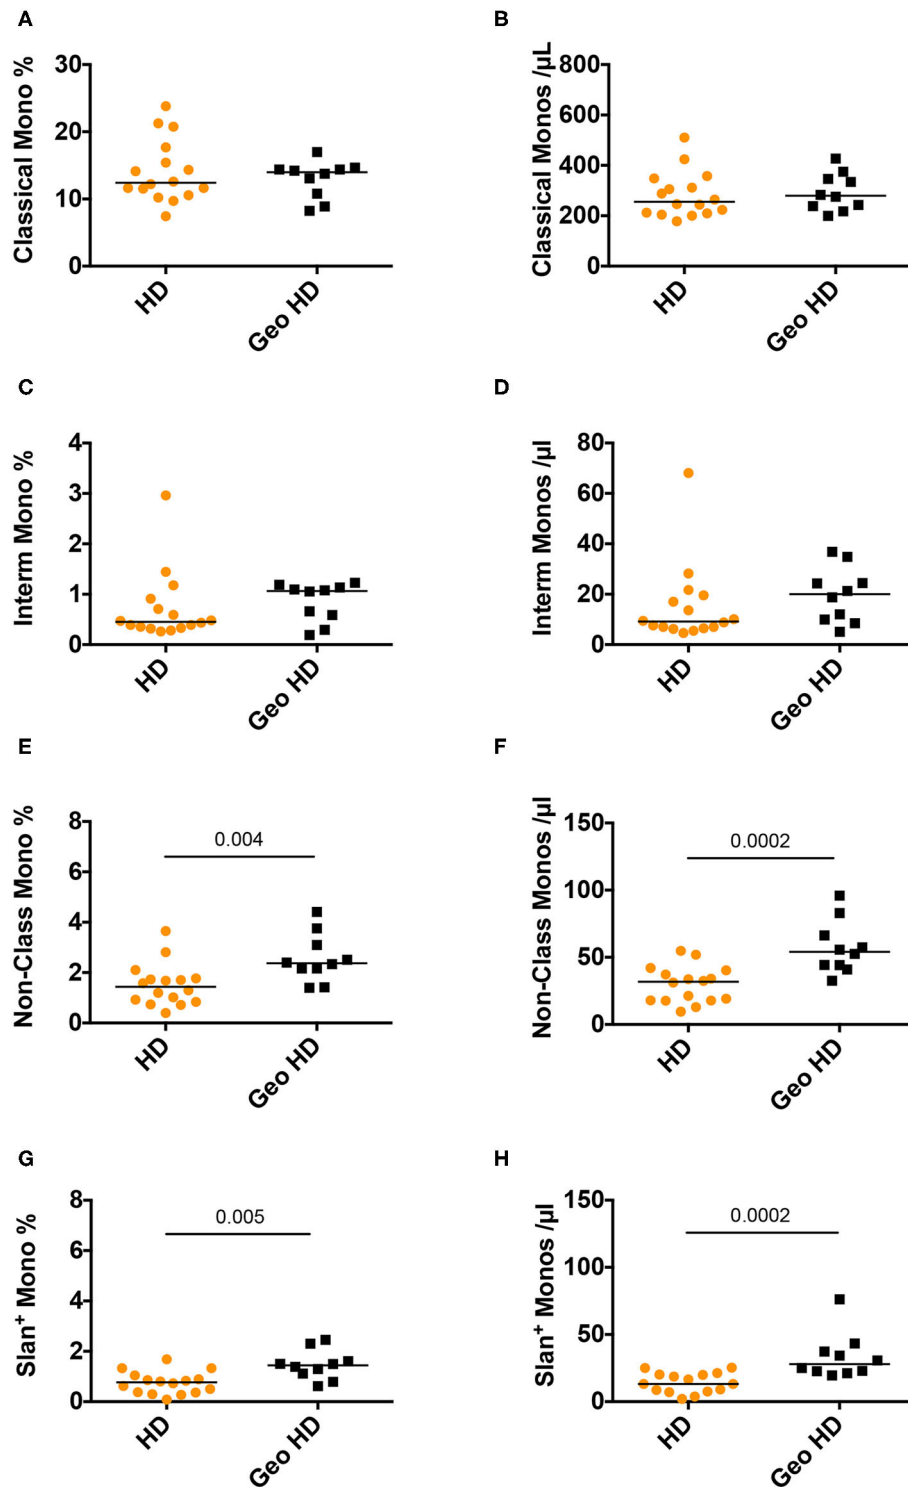 A
Classical Mono %
30
20
10
0
HD
Geo HD
B
Classical Monos /µL
800
600
400
200
0
HD
Geo HD
C
Interm Mono %
4
3
2
1
0
HD
Geo HD
D
Interm Monos /µl
80
60
40
20
0
HD
Geo HD
E
Non-Class Mono %
8
6
4
2
0
0.004
HD
Geo HD
F
Non-Class Monos /µl
150
100
50
0
0.0002
HD
Geo HD
G
Slan⁺ Mono %
8
6
4
2
0
0.005
HD
Geo HD
H
Slan⁺ Monos /µl
150
100
50
0
0.0002
HD
Geo HD